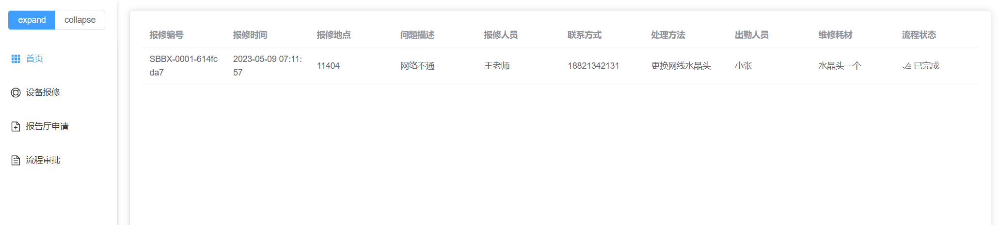 expand collapse
首页
设备报修
报告厅申请
流程审批
报修编号 报修时间 报修地点 问题描述 报修人员 联系方式 处理方法 出勤人员 维修耗材 流程状态
SBBX-0001-614fc 2023-05-09 07:11: 11404 网络不通 王老师 18821342131 更换网线水晶头 小张 水晶头一个 已完成
da7 57